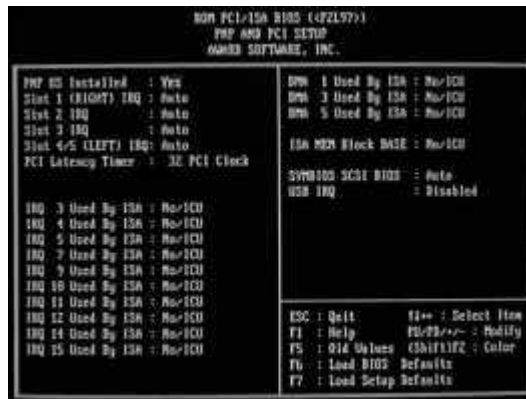 ROM PCI/ISA BIOS (<P2L97>)
PNP AND PCI SETUP
AWARD SOFTWARE, INC.
PNP OS Installed : Yes
Slot 1 (RIGHT) IRQ : Auto
Slot 2 IRQ : Auto
Slot 3 IRQ : Auto
Slot 4/5 (LEFT) IRQ: Auto
PCI Latency Timer : 32 PCI Clock
IRQ 3 Used By ISA : No/ICU
IRQ 4 Used By ISA : No/ICU
IRQ 5 Used By ISA : No/ICU
IRQ 7 Used By ISA : No/ICU
IRQ 9 Used By ISA : No/ICU
IRQ 10 Used By ISA : No/ICU
IRQ 11 Used By ISA : No/ICU
IRQ 12 Used By ISA : No/ICU
IRQ 14 Used By ISA : No/ICU
IRQ 15 Used By ISA : No/ICU
DMA 1 Used By ISA : No/ICU
DMA 3 Used By ISA : No/ICU
DMA 5 Used By ISA : No/ICU
ISA MEM Block BASE : No/ICU
SYMBIOS SCSI BIOS : Auto
USB IRQ : Disabled
ESC : Quit ↑↓→← : Select Item
F1 : Help PU/PD/+/- : Modify
F5 : Old Values (Shift)F2 : Color
F6 : Load BIOS Defaults
F7 : Load Setup Defaults